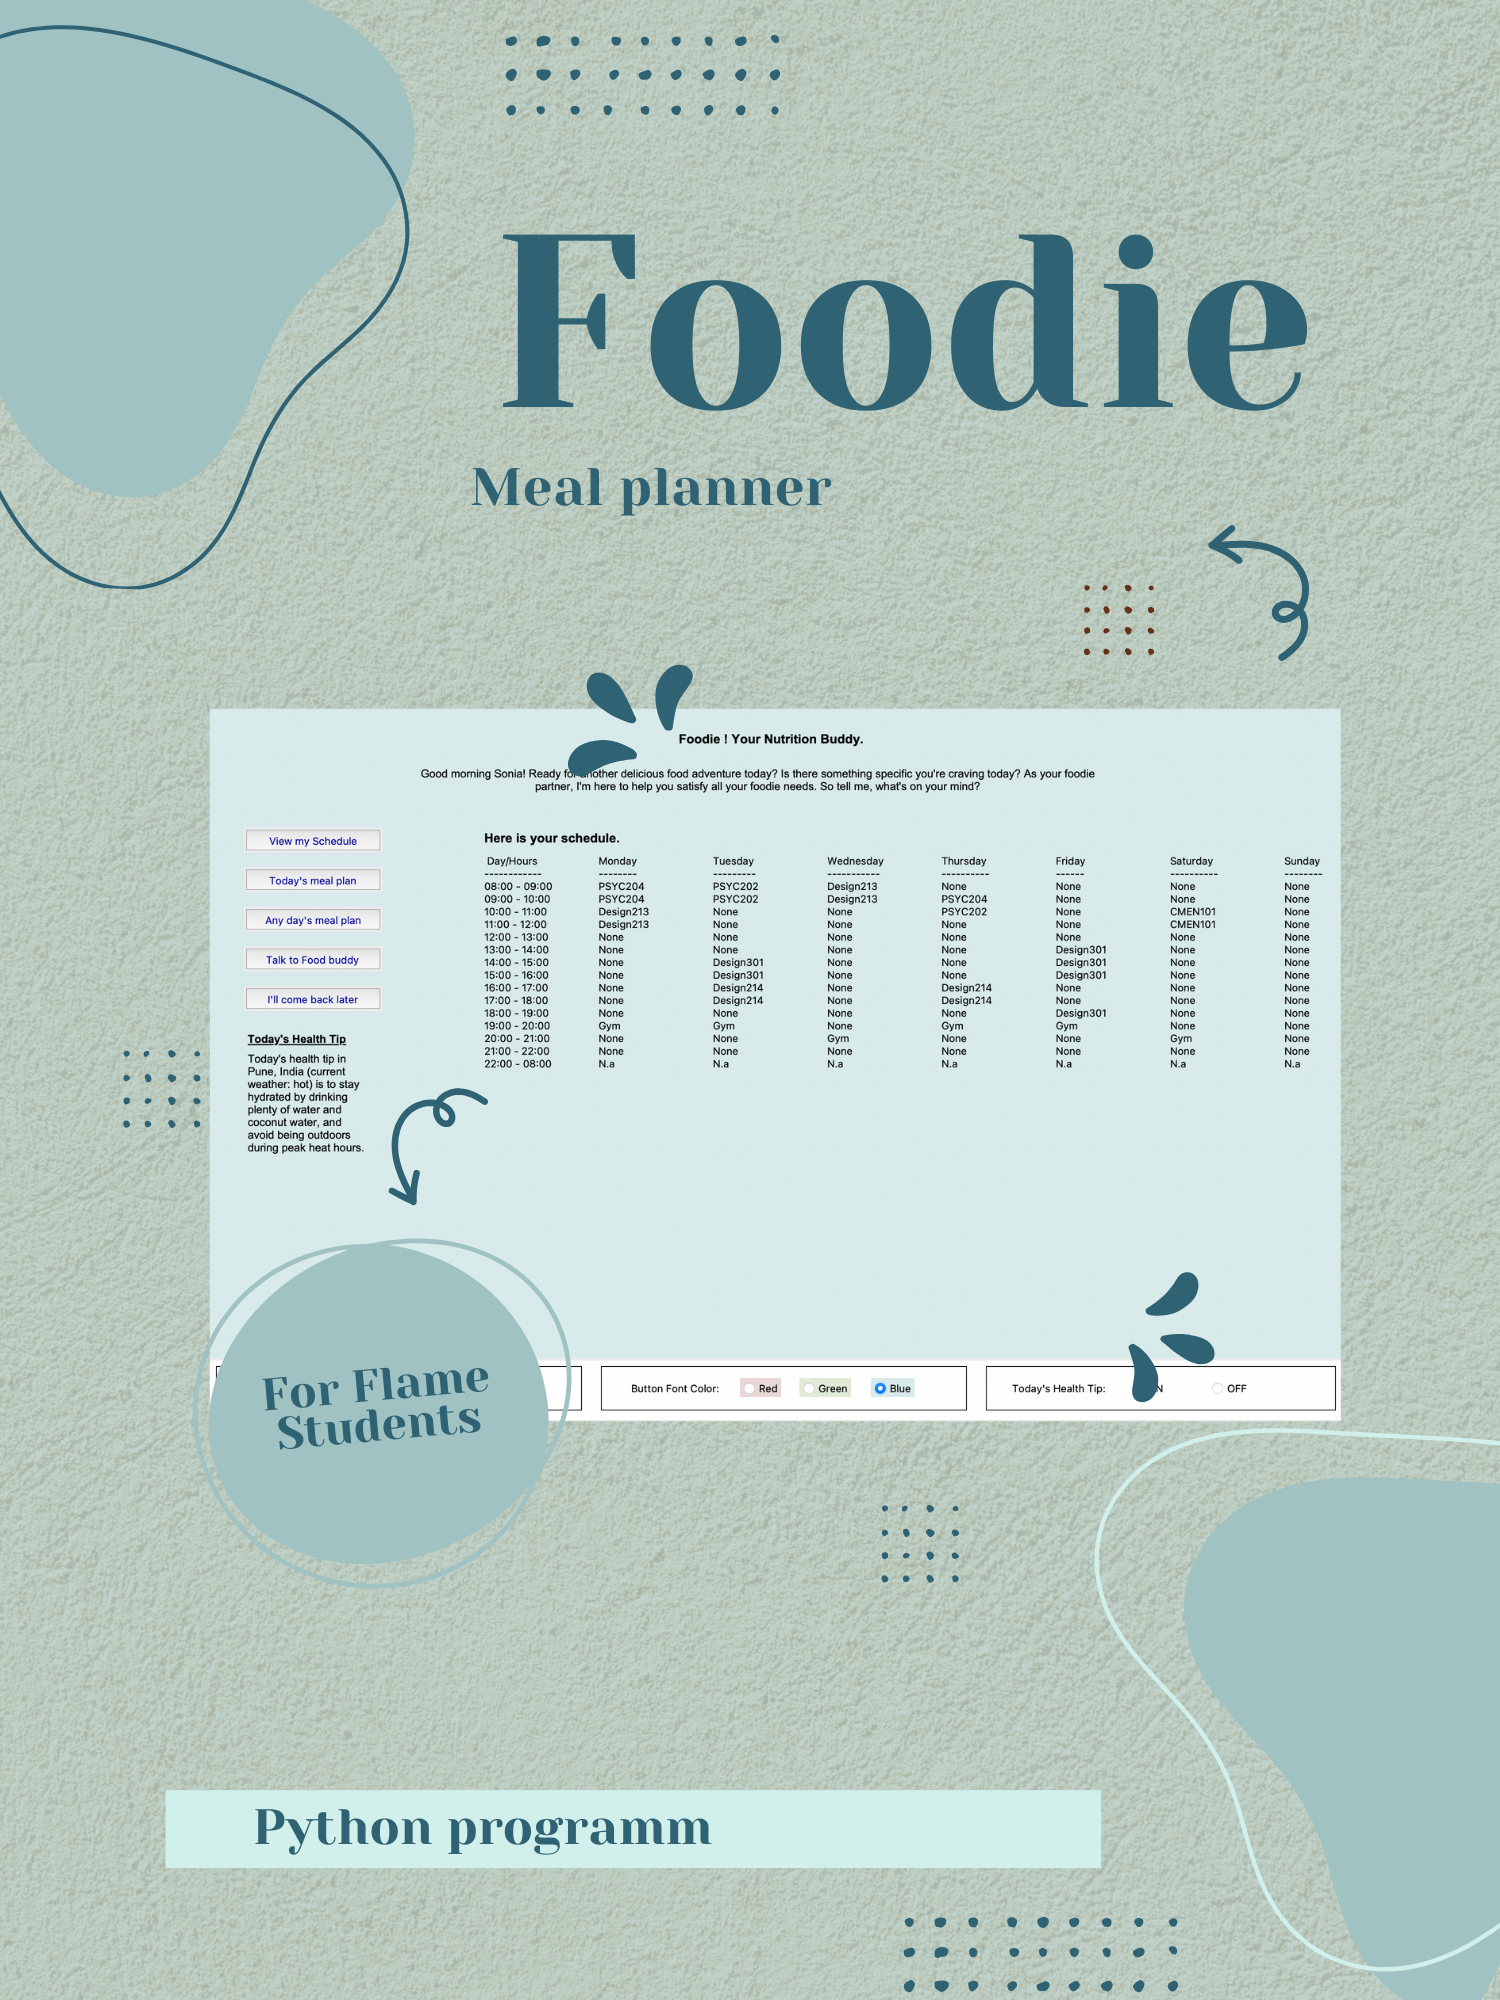 Foodie
Meal planner
Foodie ! Your Nutrition Buddy.
Good morning Sonia! Ready for another delicious food adventure today? Is there something specific you're craving today? As your foodie
partner, I'm here to help you satisfy all your foodie needs. So tell me, what's on your mind?
View my Schedule
Today's meal plan
Any day's meal plan
Talk to Food buddy
I'll come back later
Today's Health Tip
Today's health tip in
Pune, India (current
weather: hot) is to stay
hydrated by drinking
plenty of water and
coconut water, and
avoid being outdoors
during peak heat hours.
Here is your schedule.
Day/Hours Monday Tuesday Wednesday Thursday Friday Saturday Sunday
------------ -------- --------- ----------- ---------- ------ ---------- --------
08:00 - 09:00 PSYC204 PSYC202 Design213 None None None None
09:00 - 10:00 PSYC204 PSYC202 Design213 PSYC204 None None None
10:00 - 11:00 Design213 None None PSYC202 None CMEN101 None
11:00 - 12:00 Design213 None None None None CMEN101 None
12:00 - 13:00 None None None None None None None
13:00 - 14:00 None None None None Design301 None None
14:00 - 15:00 None Design301 None None Design301 None None
15:00 - 16:00 None Design301 None None Design301 None None
16:00 - 17:00 None Design214 None Design214 None None None
17:00 - 18:00 None Design214 None Design214 None None None
18:00 - 19:00 None None None None Design301 None None
19:00 - 20:00 Gym Gym None Gym Gym None None
20:00 - 21:00 None None Gym None None Gym None
21:00 - 22:00 None None None None None None None
22:00 - 08:00 N.a N.a N.a N.a N.a N.a N.a
For Flame
Students
Button Font Color: Red Green Blue
Today's Health Tip: OFF
Python programm